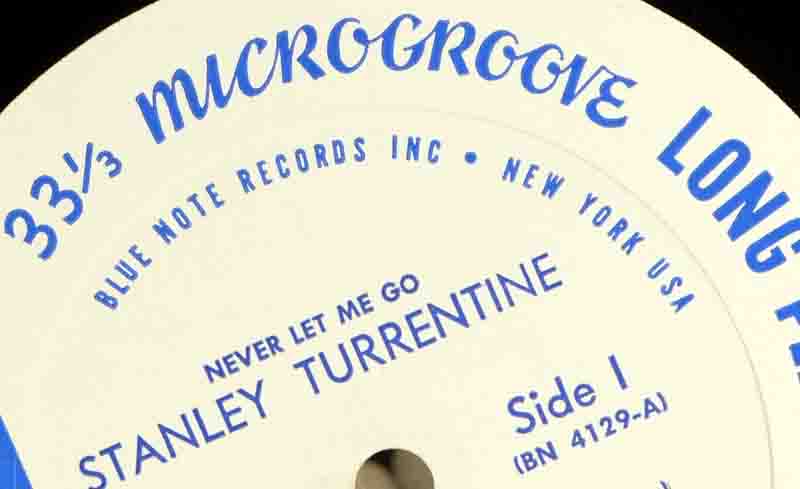 33⅓ MICROGROOVE LONG
BLUE NOTE RECORDS INC • NEW YORK USA
NEVER LET ME GO
STANLEY TURRENTINE
Side 1
(BN 4129-A)